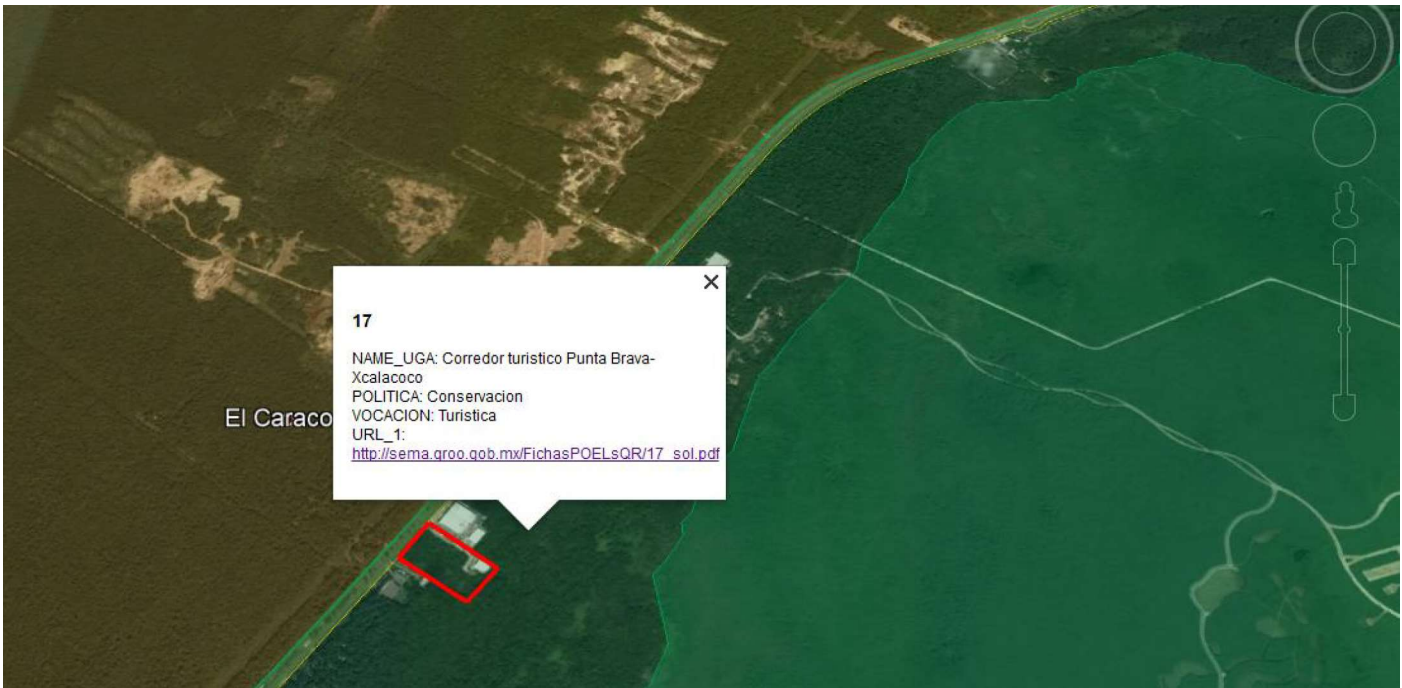 17
NAME_UGA: Corredor turistico Punta Brava-
Xcalacoco
POLITICA: Conservacion
VOCACION: Turistica
URL_1:
http://sema.qroo.gob.mx/FichasPOELsQR/17_sol.pdf
El Caraco